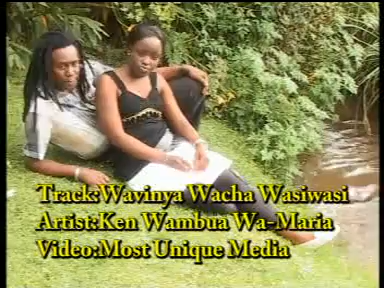 Track:Wavinya Wacha Wasiwasi
Artist:Ken Wambua Wa-Maria
Video:Most Unique Media